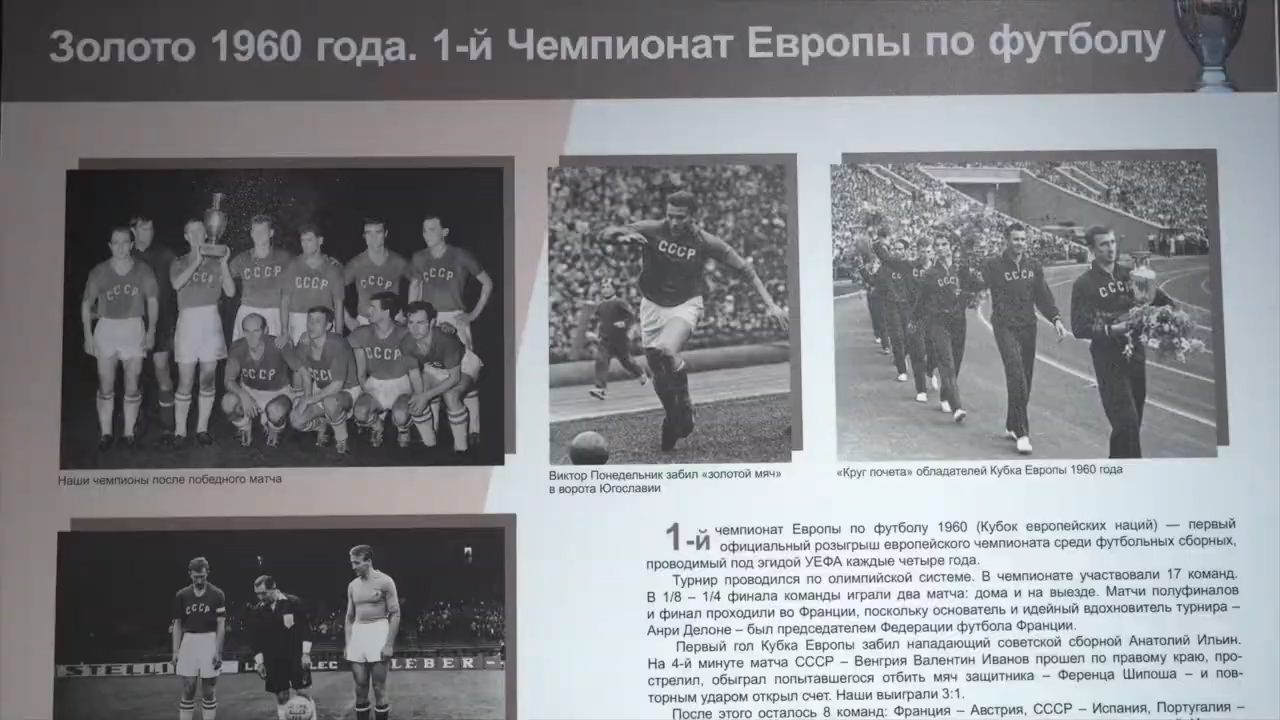 Золото 1960 года. 1-й Чемпионат Европы по футболу
СССР
СССР
СССР
СССР
СССР
СССР
СССР
СССР
СССР
СССР
Наши чемпионы после победного матча
Виктор Понедельник забил «золотой мяч»
в ворота Югославии
«Круг почета» обладателей Кубка Европы 1960 года
1-й чемпионат Европы по футболу 1960 (Кубок европейских наций) — первый
официальный розыгрыш европейского чемпионата среди футбольных сборных,
проводимый под эгидой УЕФА каждые четыре года.
Турнир проводился по олимпийской системе. В чемпионате участвовали 17 команд.
В 1/8 – 1/4 финала команды играли два матча: дома и на выезде. Матчи полуфиналов
и финал проходили во Франции, поскольку основатель и идейный вдохновитель турнира –
Анри Делоне – был председателем Федерации футбола Франции.
Первый гол Кубка Европы забил нападающий советской сборной Анатолий Ильин.
На 4-й минуте матча СССР – Венгрия Валентин Иванов прошел по правому краю, про-
стрелил, обыграл попытавшегося отбить мяч защитника – Ференца Шипоша – и пов-
торным ударом открыл счет. Наши выиграли 3:1.
После этого осталось 8 команд: Франция – Австрия, СССР – Испания, Португалия –
СССР
STELL
LEBER